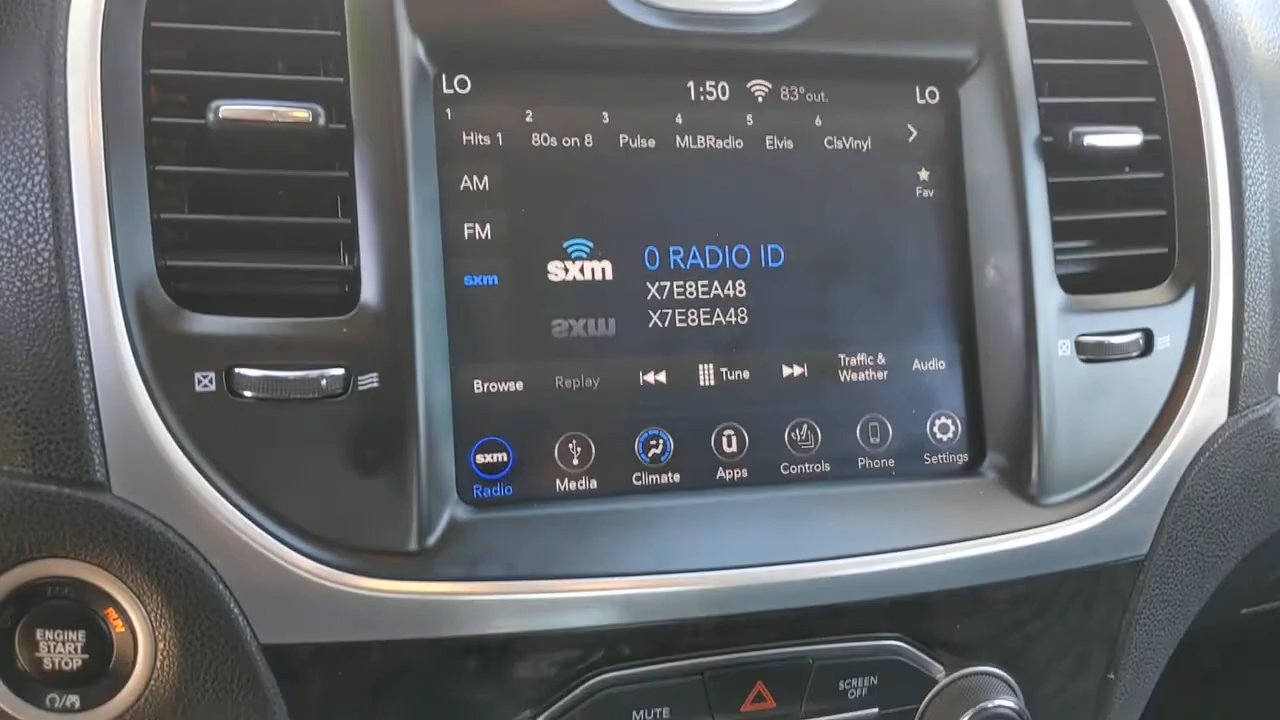 LO 1:50 83° out. LO
1 2 3 4 5 6
Hits 1 80s on 8 Pulse MLBRadio Elvis ClsVinyl
AM
Fav
FM
sxm
sxm
0 RADIO ID
X7E8EA48
X7E8EA48
Browse Replay Tune Traffic & Weather Audio
sxm
Radio Media Climate Apps Controls Phone Settings
RUN
ENGINE
START
STOP
MUTE
SCREEN
OFF